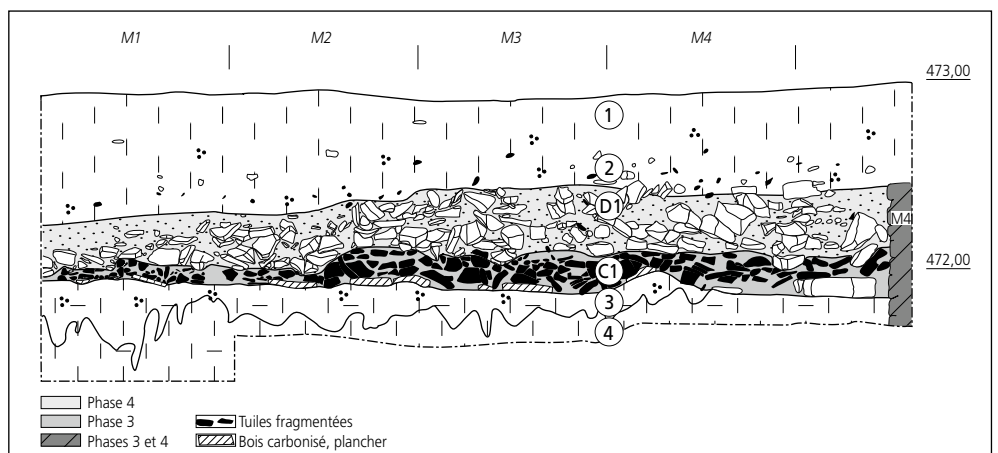 M1 M2 M3 M4
473,00
1
2
D1
M4
472,00
C1
3
4
Phase 4
Phase 3 Tuiles fragmentées
Phases 3 et 4 Bois carbonisé, plancher